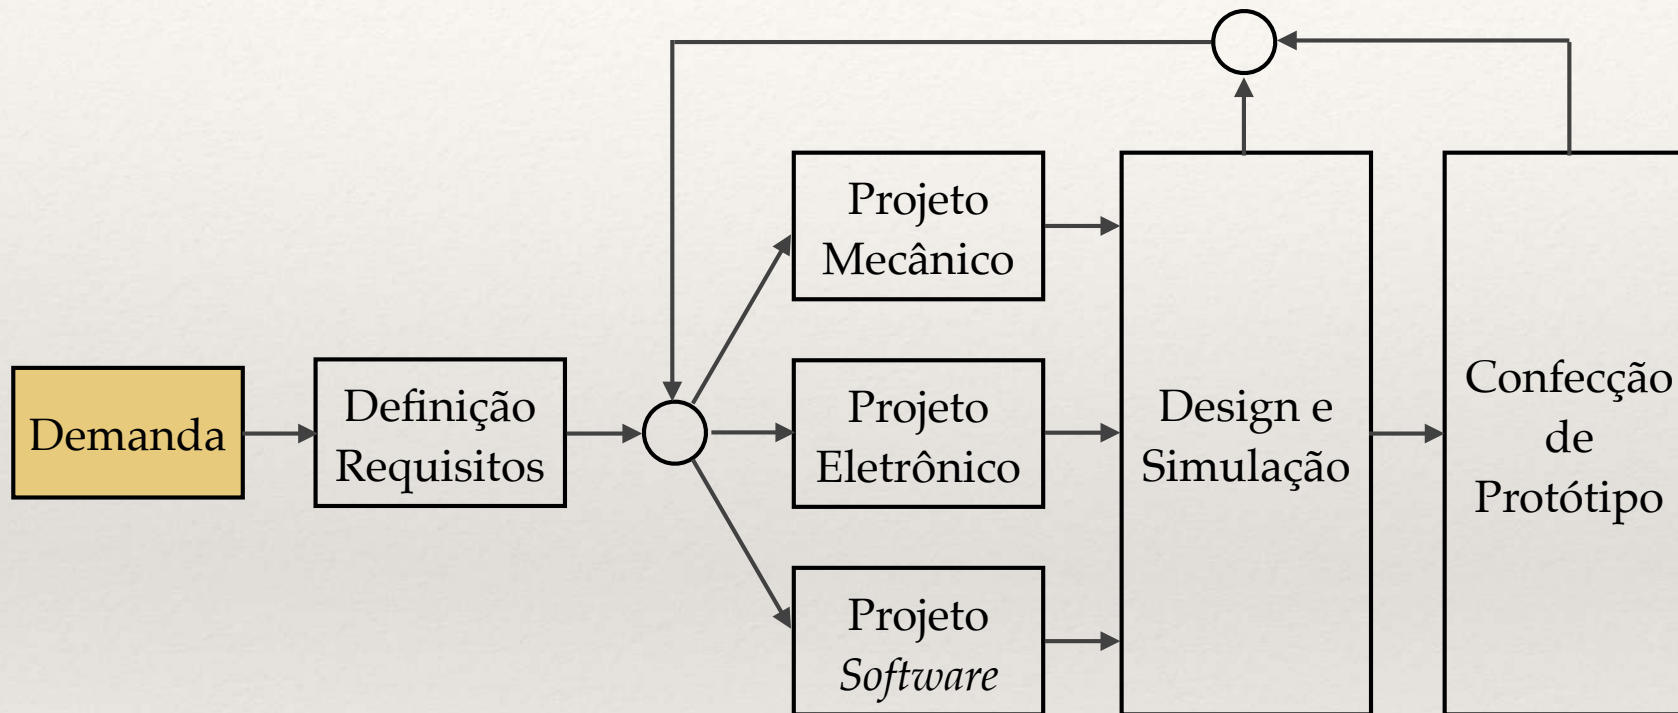 Demanda
Definição
Requisitos
Projeto
Mecânico
Projeto
Eletrônico
Projeto
Software
Design e
Simulação
Confecção
de
Protótipo